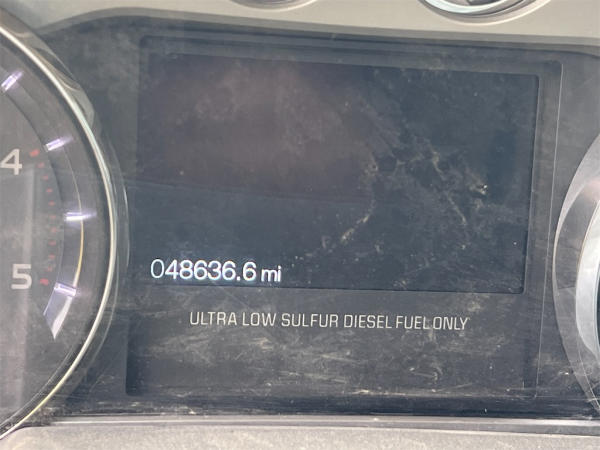 4
5
048636.6 mi
ULTRA LOW SULFUR DIESEL FUEL ONLY